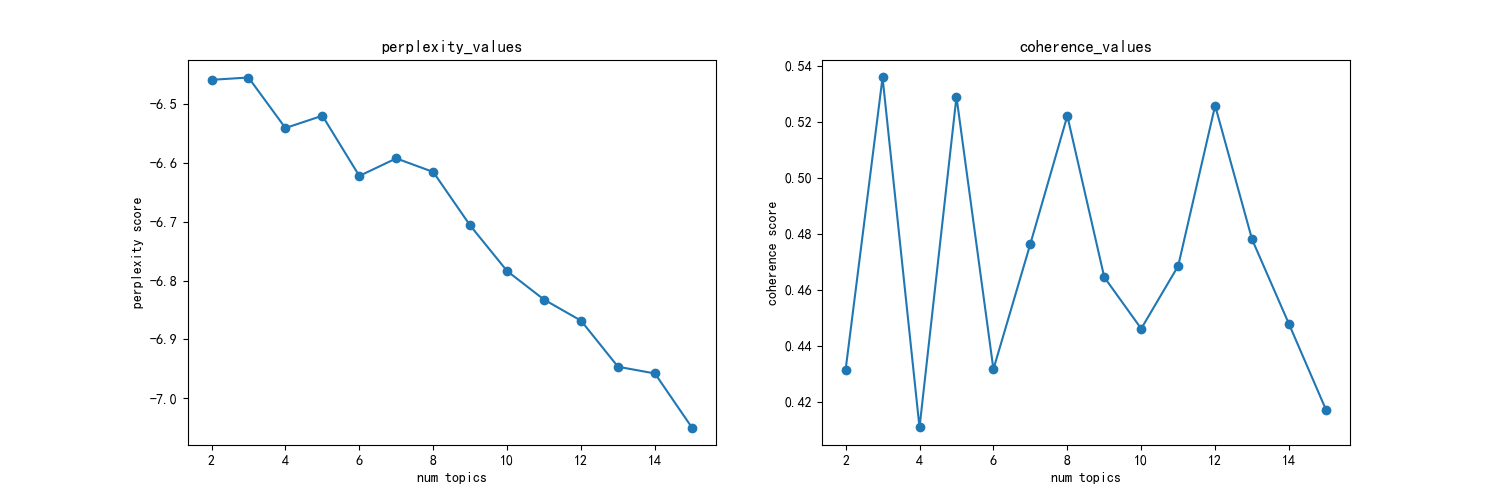 perplexity_values
perplexity score
−6.5
−6.6
−6.7
−6.8
−6.9
−7.0
2 4 6 8 10 12 14
num topics
coherence_values
coherence score
0.54
0.52
0.50
0.48
0.46
0.44
0.42
2 4 6 8 10 12 14
num topics